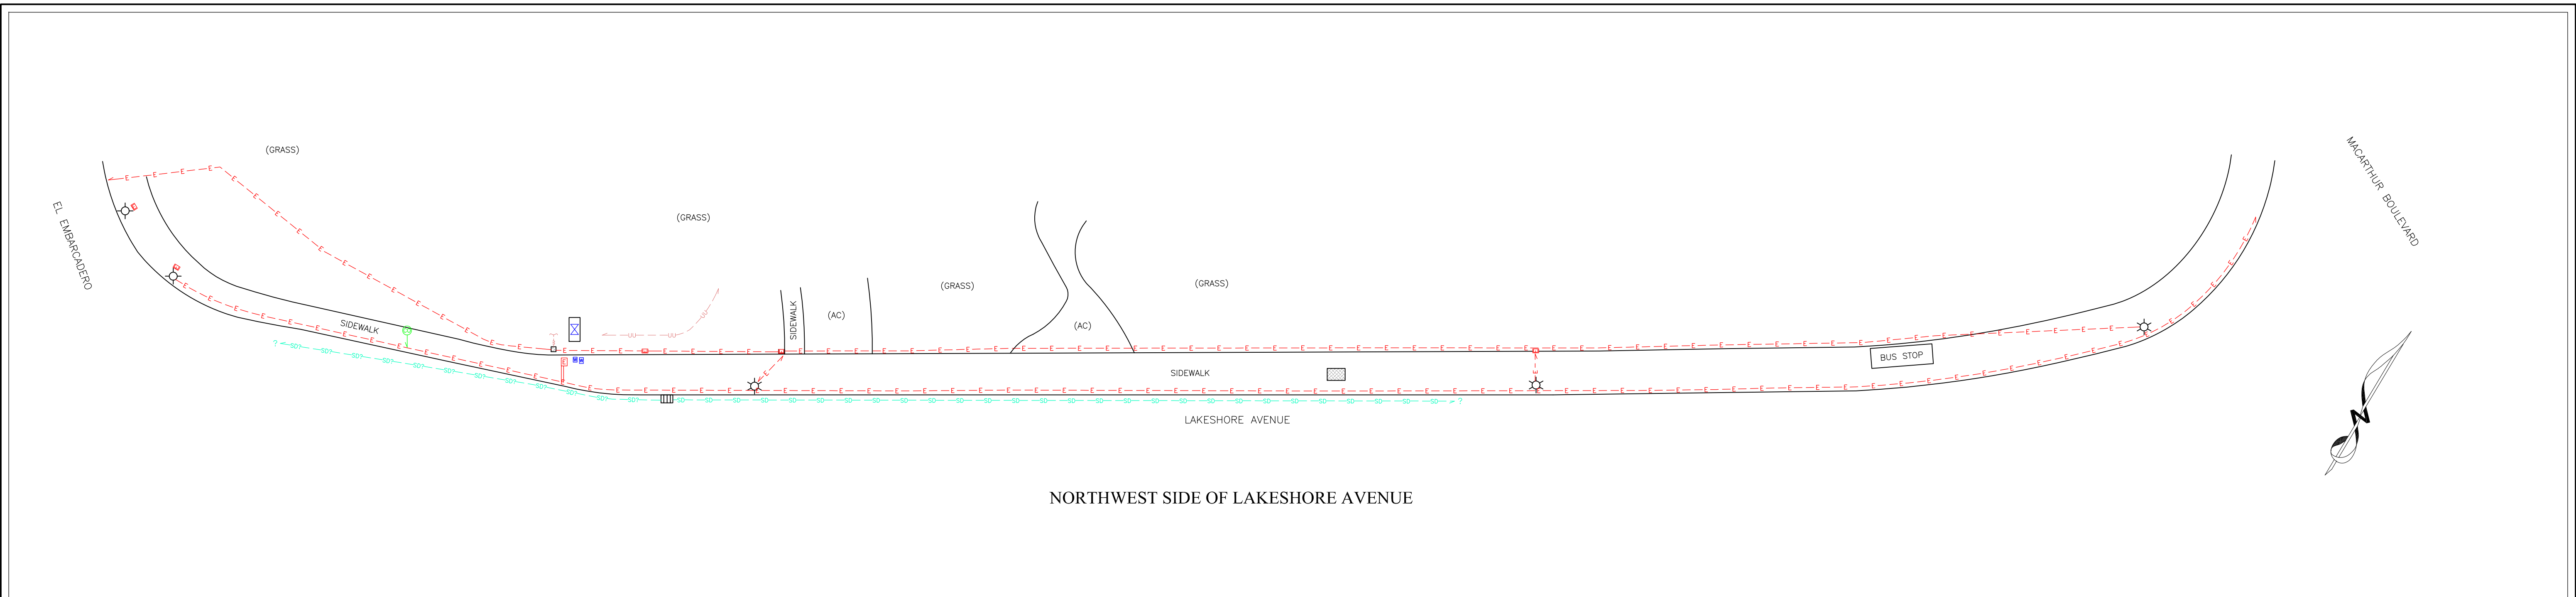 MACARTHUR BOULEVARD
(GRASS)
EL EMBARCADERO
(GRASS)
(GRASS)
(GRASS)
SIDEWALK
SIDEWALK
(AC)
(AC)
BUS STOP
SIDEWALK
LAKESHORE AVENUE
N
NORTHWEST SIDE OF LAKESHORE AVENUE